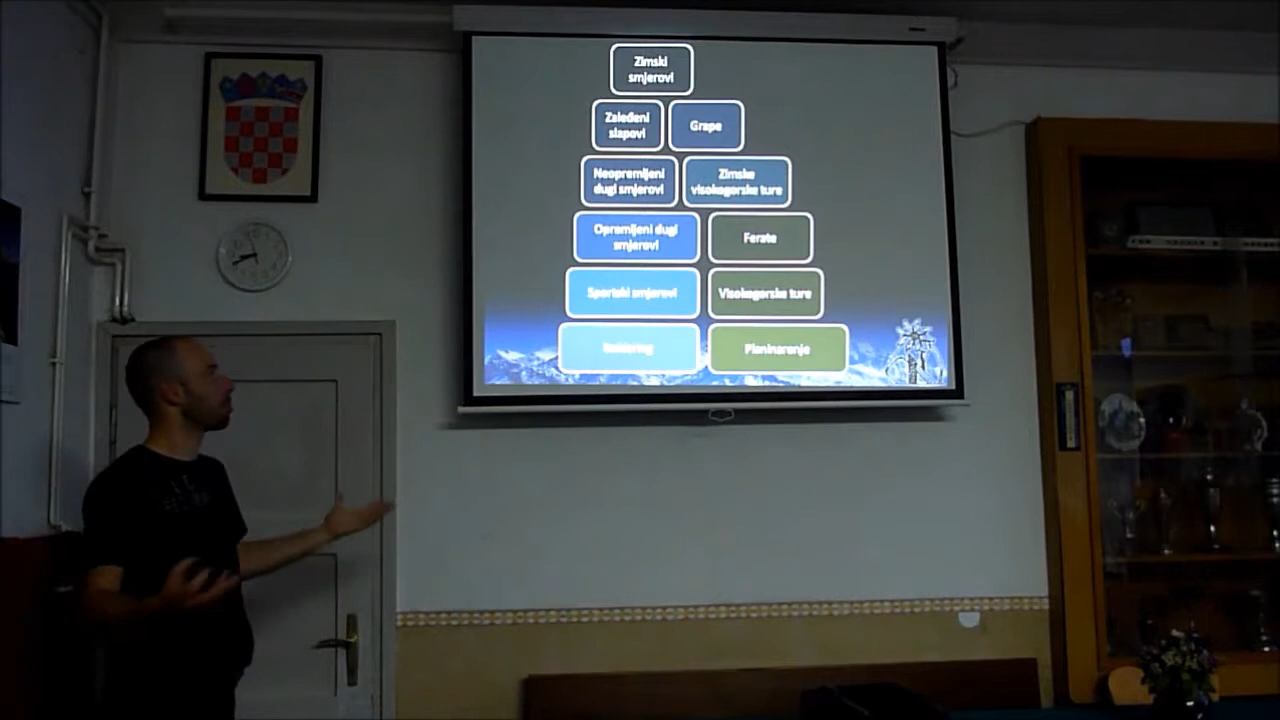 Zimski
smjerovi
Zaleđeni
slapovi
Grape
Neopremljeni
dugi smjerovi
Zimske
visokogorske ture
Opremljeni dugi
smjerovi
Ferate
Sportski smjerovi
Visokogorske ture
Planinarenje